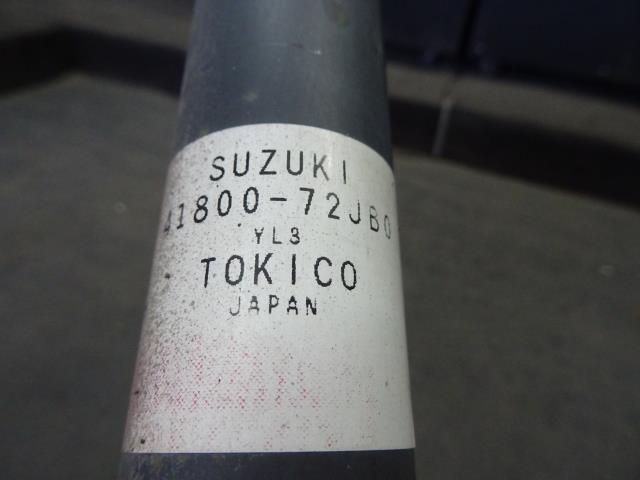 SUZUKI
41800-72JB0
YL3
TOKICO
JAPAN